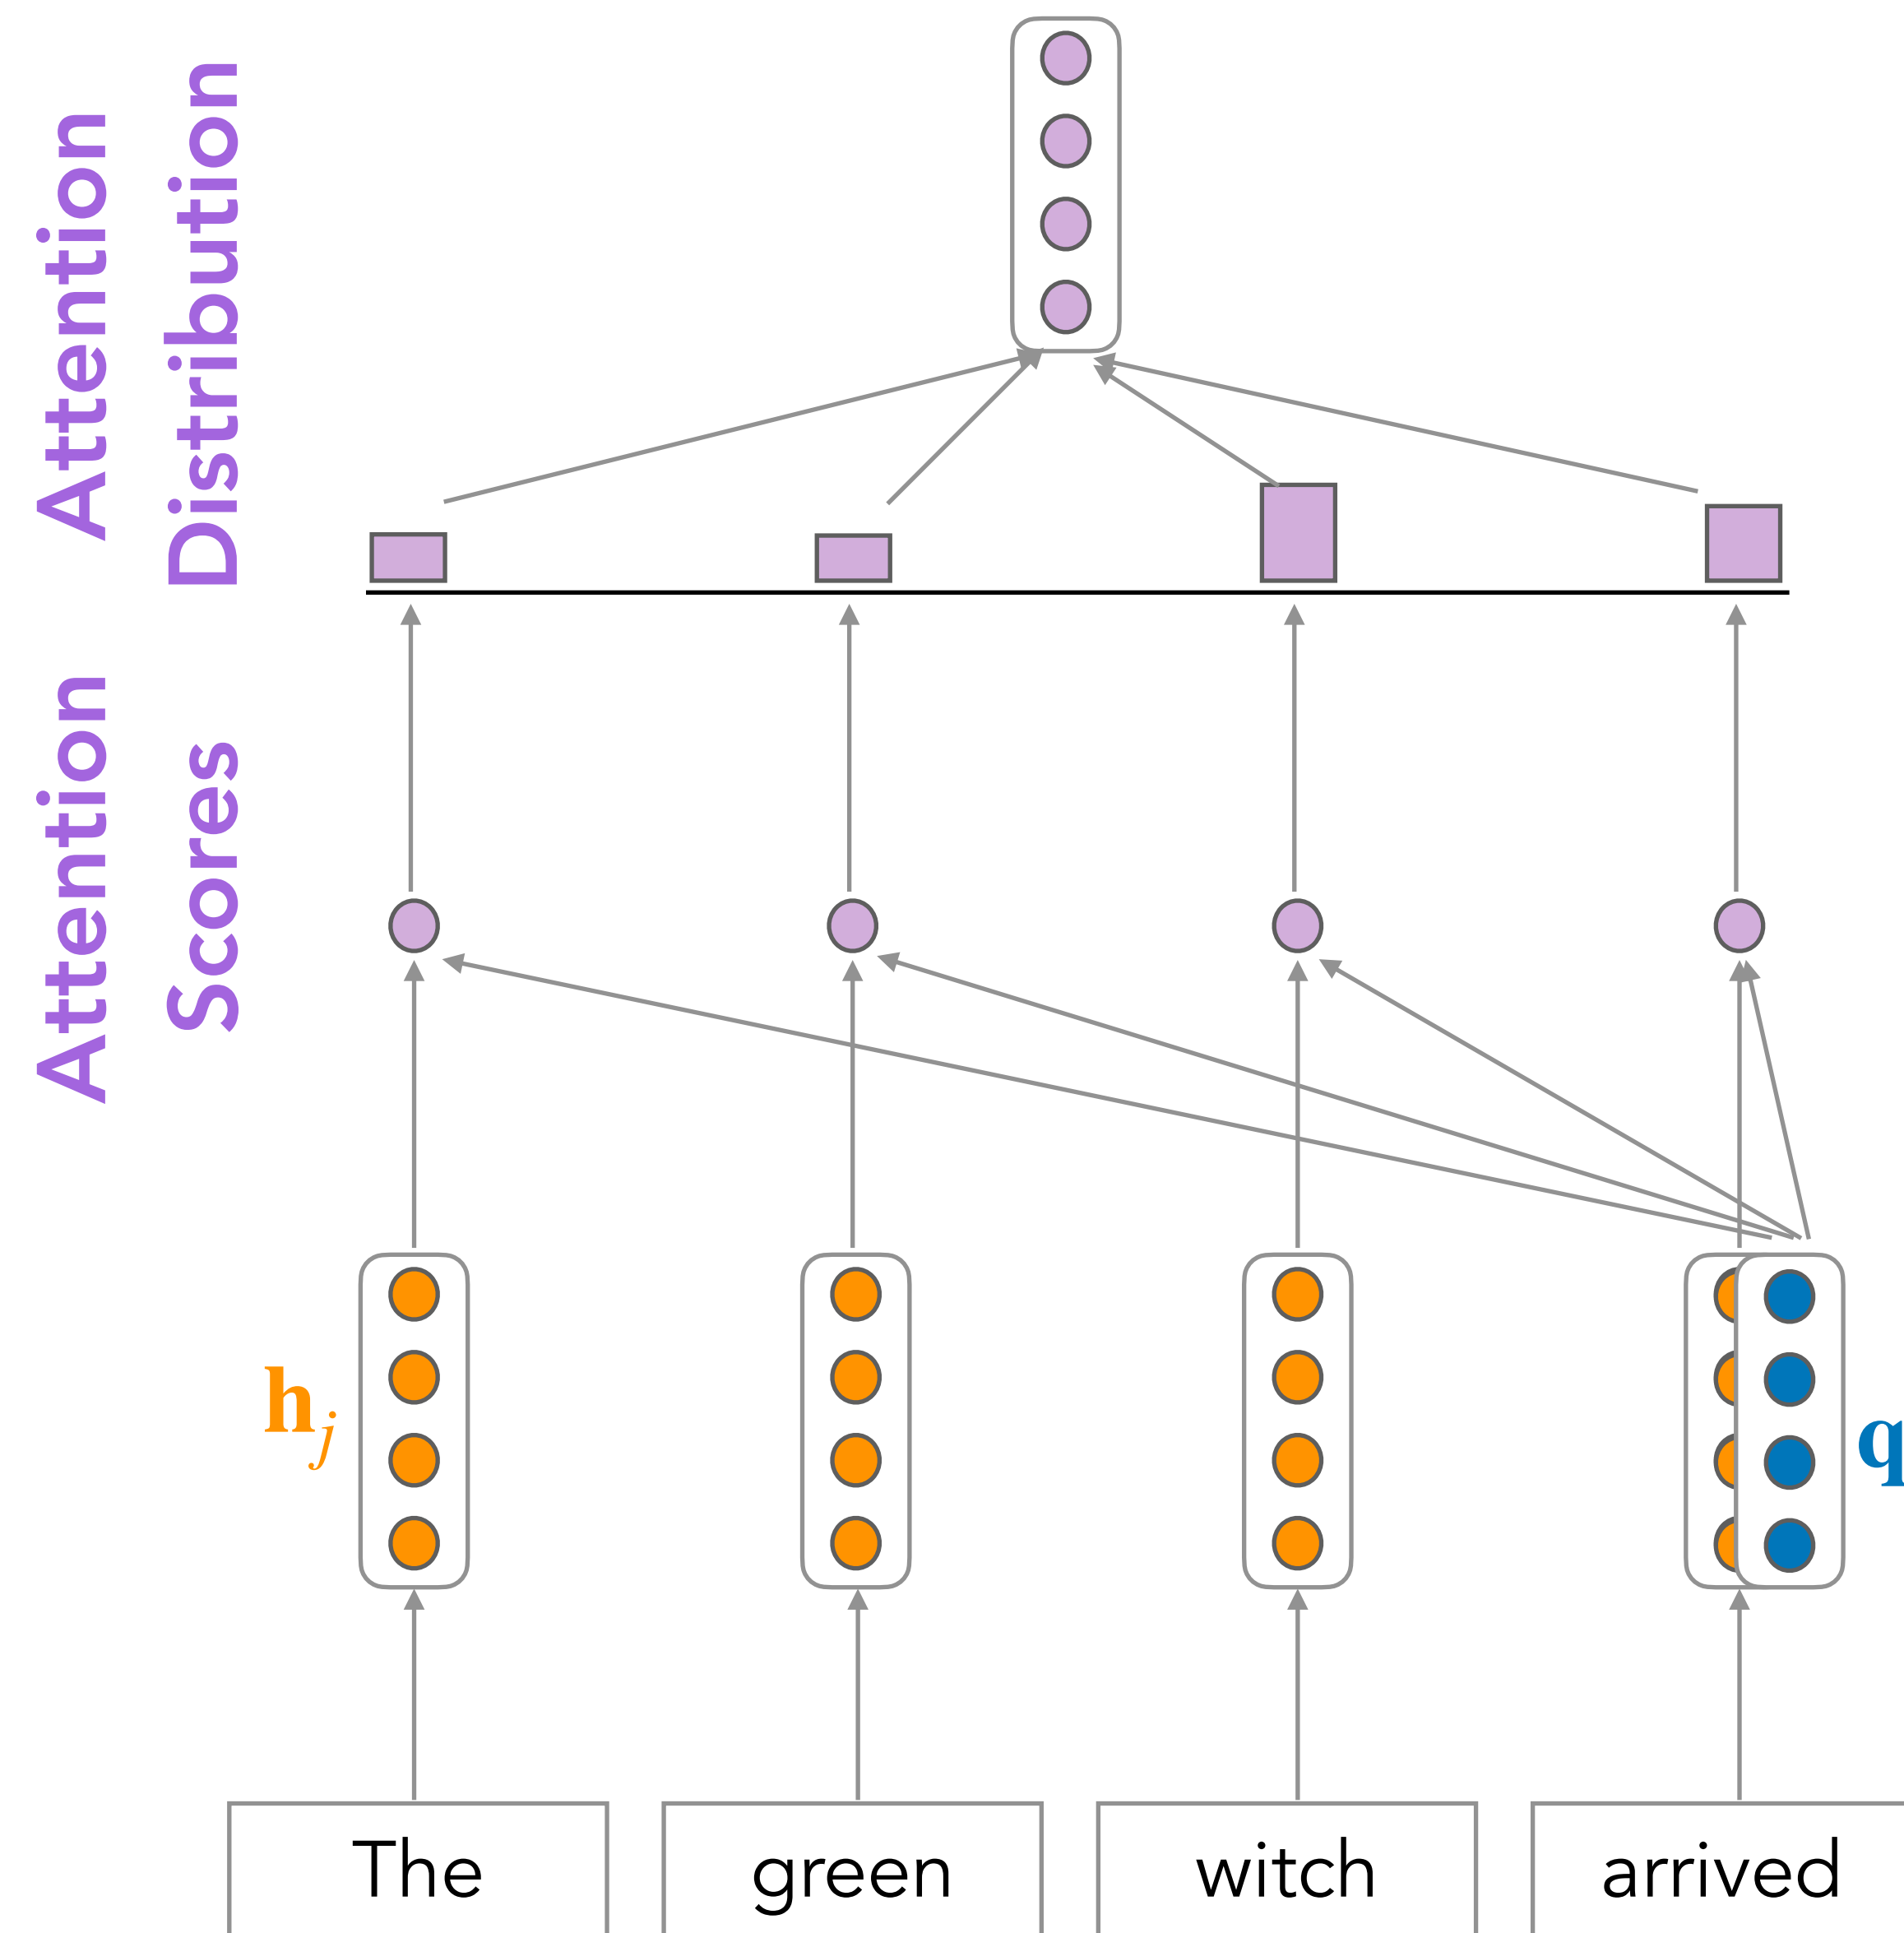 Attention
Distribution
Attention
Scores
hj
q
The
green
witch
arrived